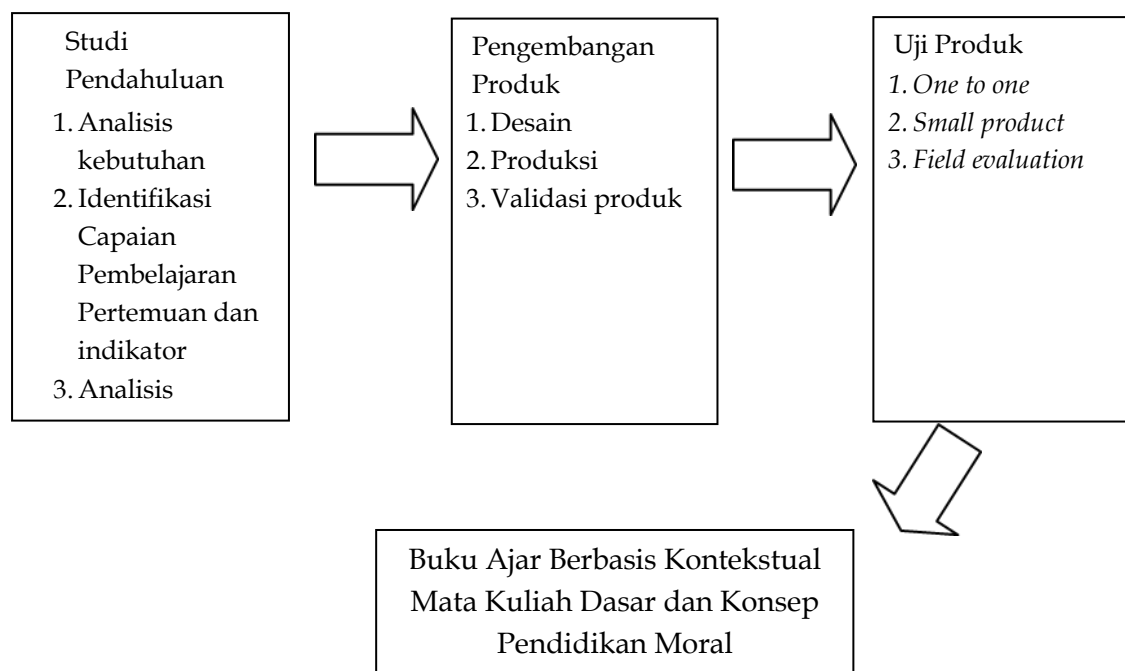 Studi
Pendahuluan
1. Analisis
kebutuhan
2. Identifikasi
Capaian
Pembelajaran
Pertemuan dan
indikator
3. Analisis
Pengembangan
Produk
1. Desain
2. Produksi
3. Validasi produk
Uji Produk
1. One to one
2. Small product
3. Field evaluation
Buku Ajar Berbasis Kontekstual
Mata Kuliah Dasar dan Konsep
Pendidikan Moral